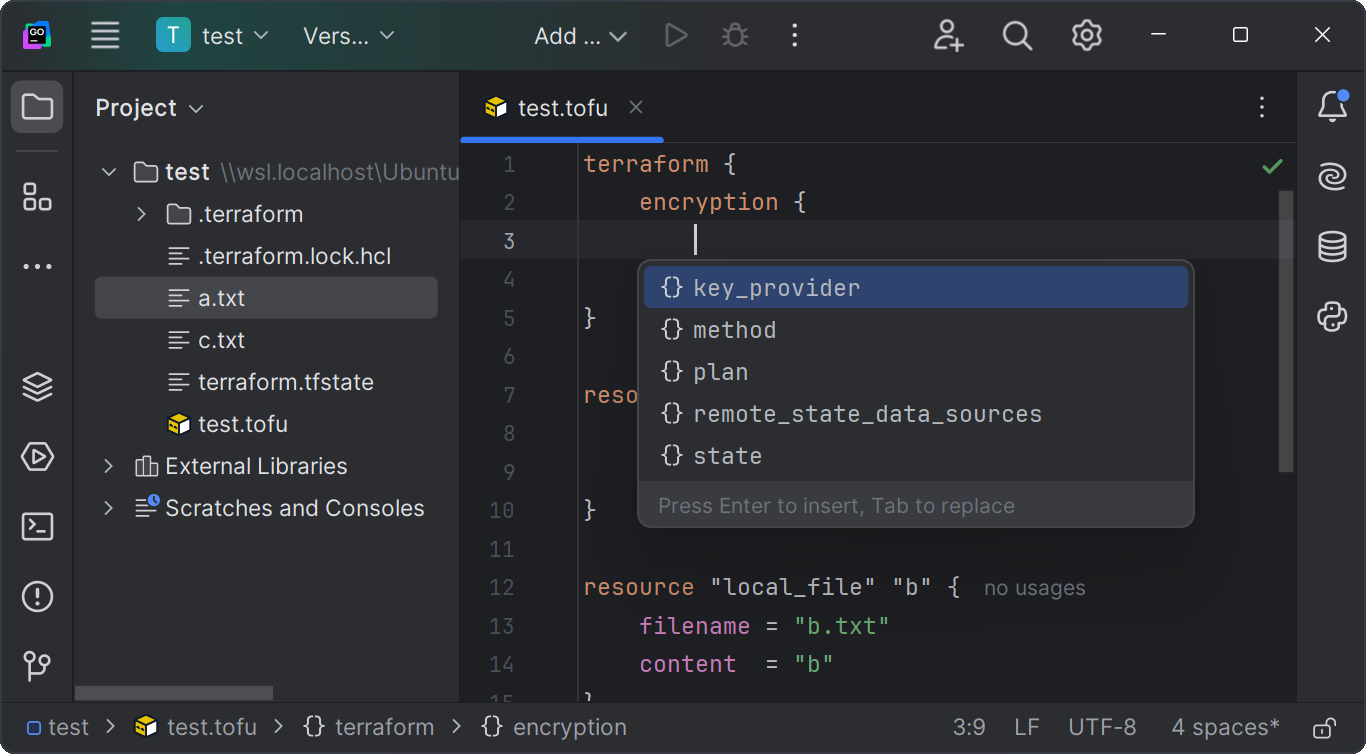 GO
T test Vers... Add ...
Project
test \\wsl.localhost\Ubuntu
.terraform
.terraform.lock.hcl
a.txt
c.txt
terraform.tfstate
test.tofu
External Libraries
Scratches and Consoles
test.tofu
1 terraform {
2 encryption {
3
4
5 }
6
7 reso
8
9
10 }
11
12 resource "local_file" "b" { no usages
13 filename = "b.txt"
14 content = "b"
15 }
{} key_provider
{} method
{} plan
{} remote_state_data_sources
{} state
Press Enter to insert, Tab to replace
test > test.tofu > {} terraform > {} encryption 3:9 LF UTF-8 4 spaces*